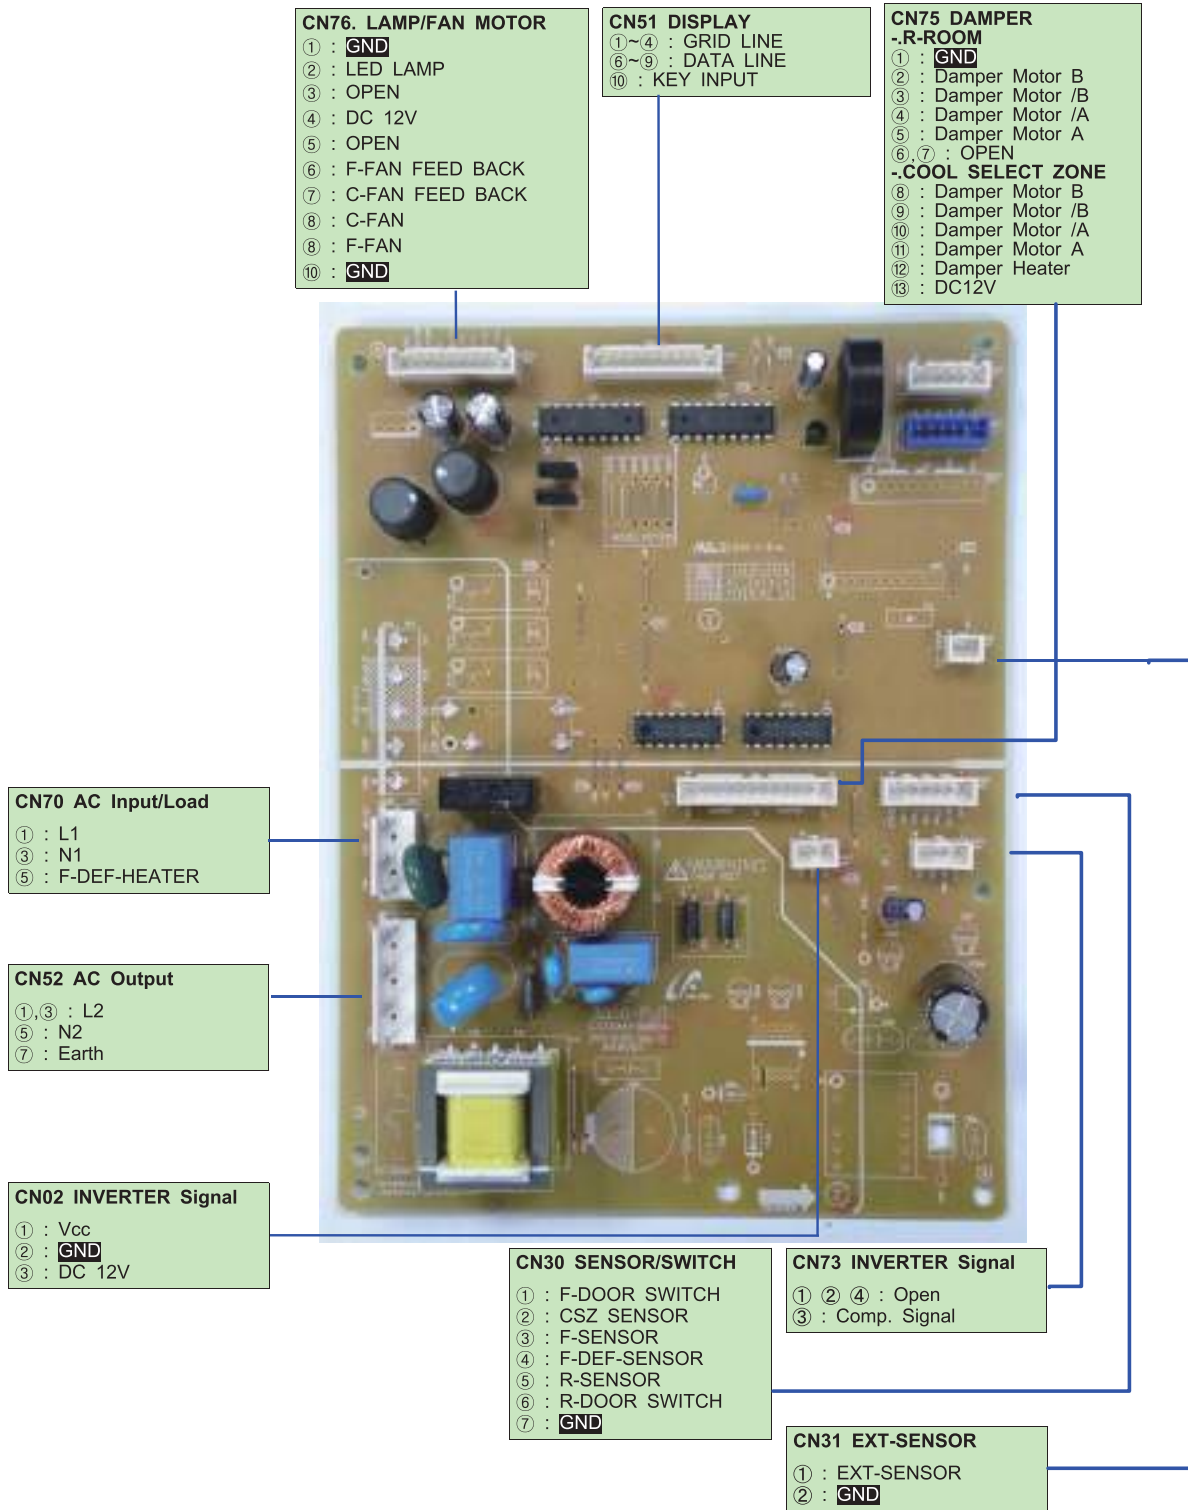 CN76. LAMP/FAN MOTOR
① : GND
② : LED LAMP
③ : OPEN
④ : DC 12V
⑤ : OPEN
⑥ : F-FAN FEED BACK
⑦ : C-FAN FEED BACK
⑧ : C-FAN
⑧ : F-FAN
⑩ : GND
CN51 DISPLAY
①~④ : GRID LINE
⑥~⑨ : DATA LINE
⑩ : KEY INPUT
CN75 DAMPER
-.R-ROOM
① : GND
② : Damper Motor B
③ : Damper Motor /B
④ : Damper Motor /A
⑤ : Damper Motor A
⑥,⑦ : OPEN
-.COOL SELECT ZONE
⑧ : Damper Motor B
⑨ : Damper Motor /B
⑩ : Damper Motor /A
⑪ : Damper Motor A
⑫ : Damper Heater
⑬ : DC12V
CN70 AC Input/Load
① : L1
③ : N1
⑤ : F-DEF-HEATER
WARNING
CN52 AC Output
①,③ : L2
⑤ : N2
⑦ : Earth
CN02 INVERTER Signal
① : Vcc
② : GND
③ : DC 12V
CN30 SENSOR/SWITCH
① : F-DOOR SWITCH
② : CSZ SENSOR
③ : F-SENSOR
④ : F-DEF-SENSOR
⑤ : R-SENSOR
⑥ : R-DOOR SWITCH
⑦ : GND
CN73 INVERTER Signal
① ② ④ : Open
③ : Comp. Signal
CN31 EXT-SENSOR
① : EXT-SENSOR
② : GND